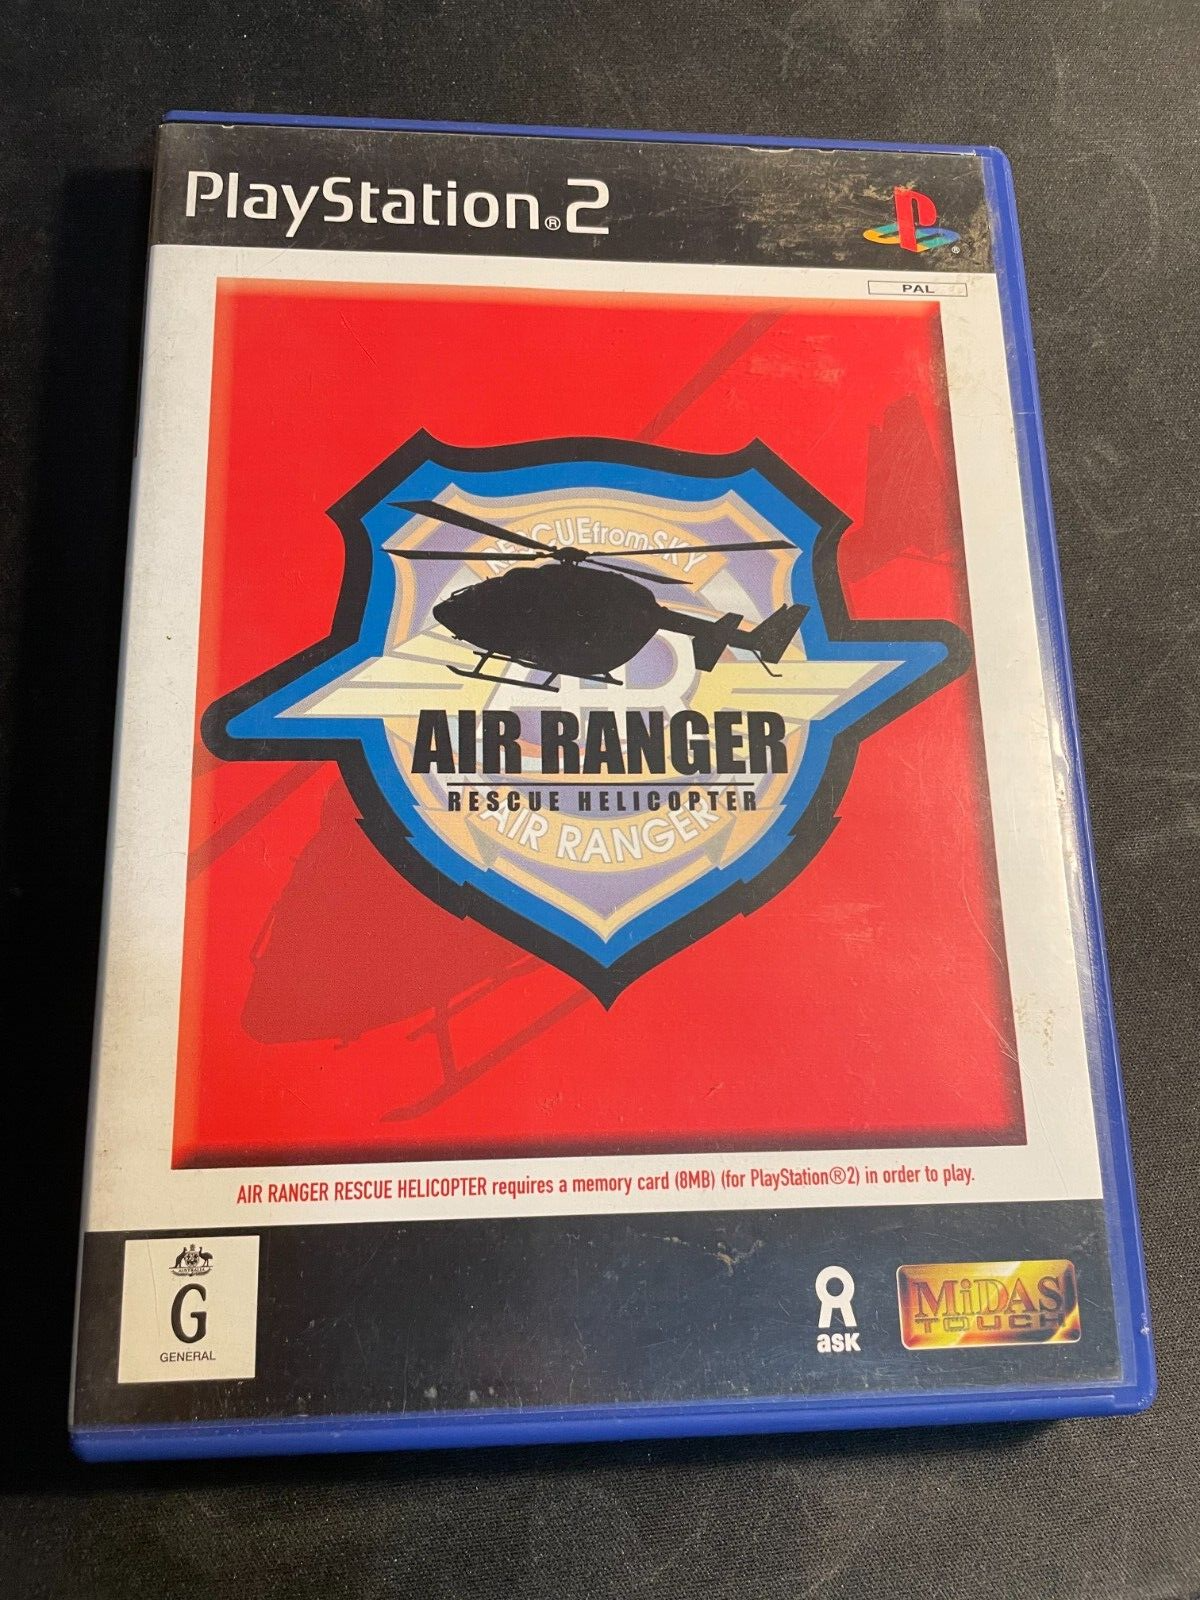 PlayStation®2
PAL
RESCUE from SKY
AIR RANGER
RESCUE HELICOPTER
AIR RANGER
AIR RANGER RESCUE HELICOPTER requires a memory card (8MB) (for PlayStation®2) in order to play.
AUSTRALIA
G
GENERAL
ask
MiDAS
TOUCH